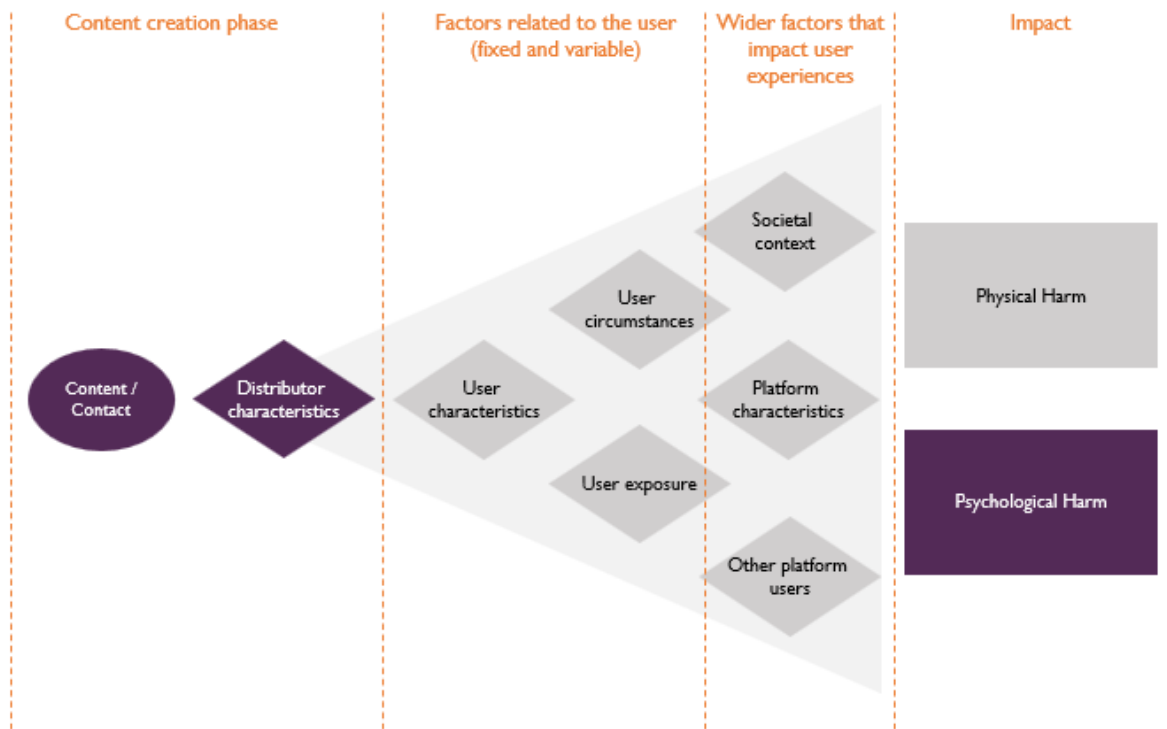 Content creation phase
Factors related to the user
(fixed and variable)
Wider factors that
impact user
experiences
Impact
Content /
Contact
Distributor
characteristics
User
characteristics
User
circumstances
User exposure
Societal
context
Platform
characteristics
Other platform
users
Physical Harm
Psychological Harm